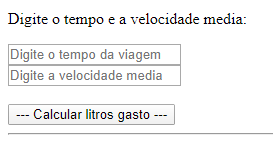 Digite o tempo e a velocidade media:
Digite o tempo da viagem
Digite a velocidade media
--- Calcular litros gasto ---